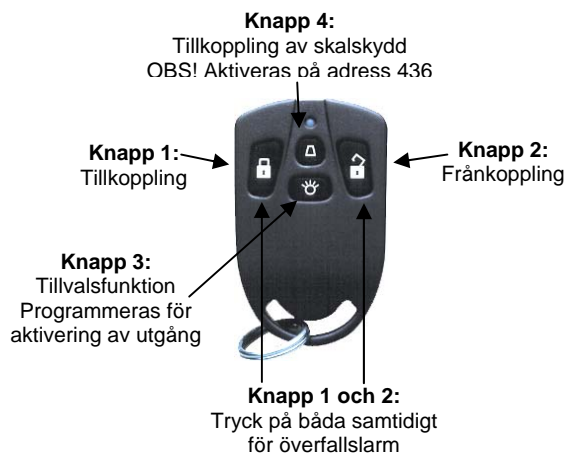 Knapp 4:
Tillkoppling av skalskydd
OBS! Aktiveras på adress 436
Knapp 1:
Tillkoppling
Knapp 2:
Frånkoppling
Knapp 3:
Tillvalsfunktion
Programmeras för
aktivering av utgång
Knapp 1 och 2:
Tryck på båda samtidigt
för överfallslarm